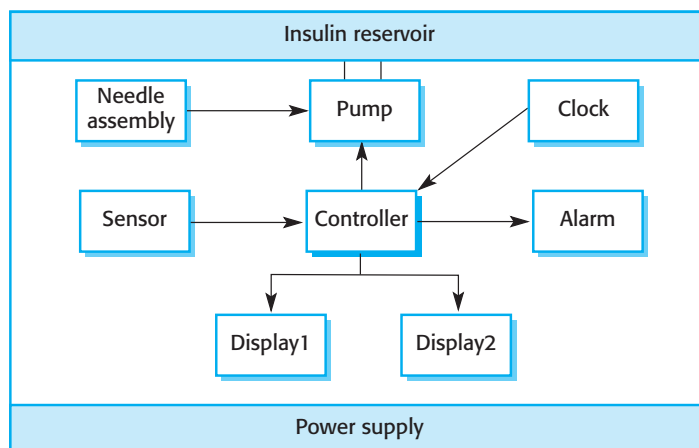 Insulin reservoir
Needle
assembly
Pump
Clock
Sensor
Controller
Alarm
Display1
Display2
Power supply